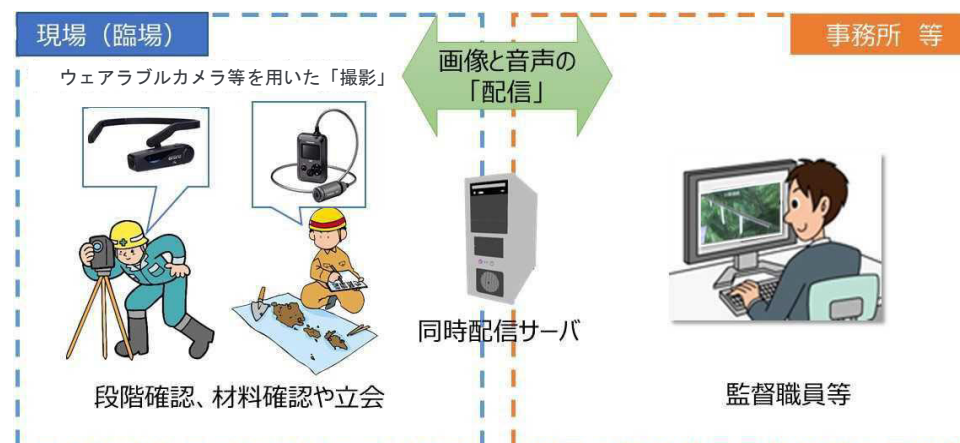 現場（臨場）
ウェアラブルカメラ等を用いた「撮影」
画像と音声の
「配信」
事務所　等
同時配信サーバ
段階確認、材料確認や立会
監督職員等